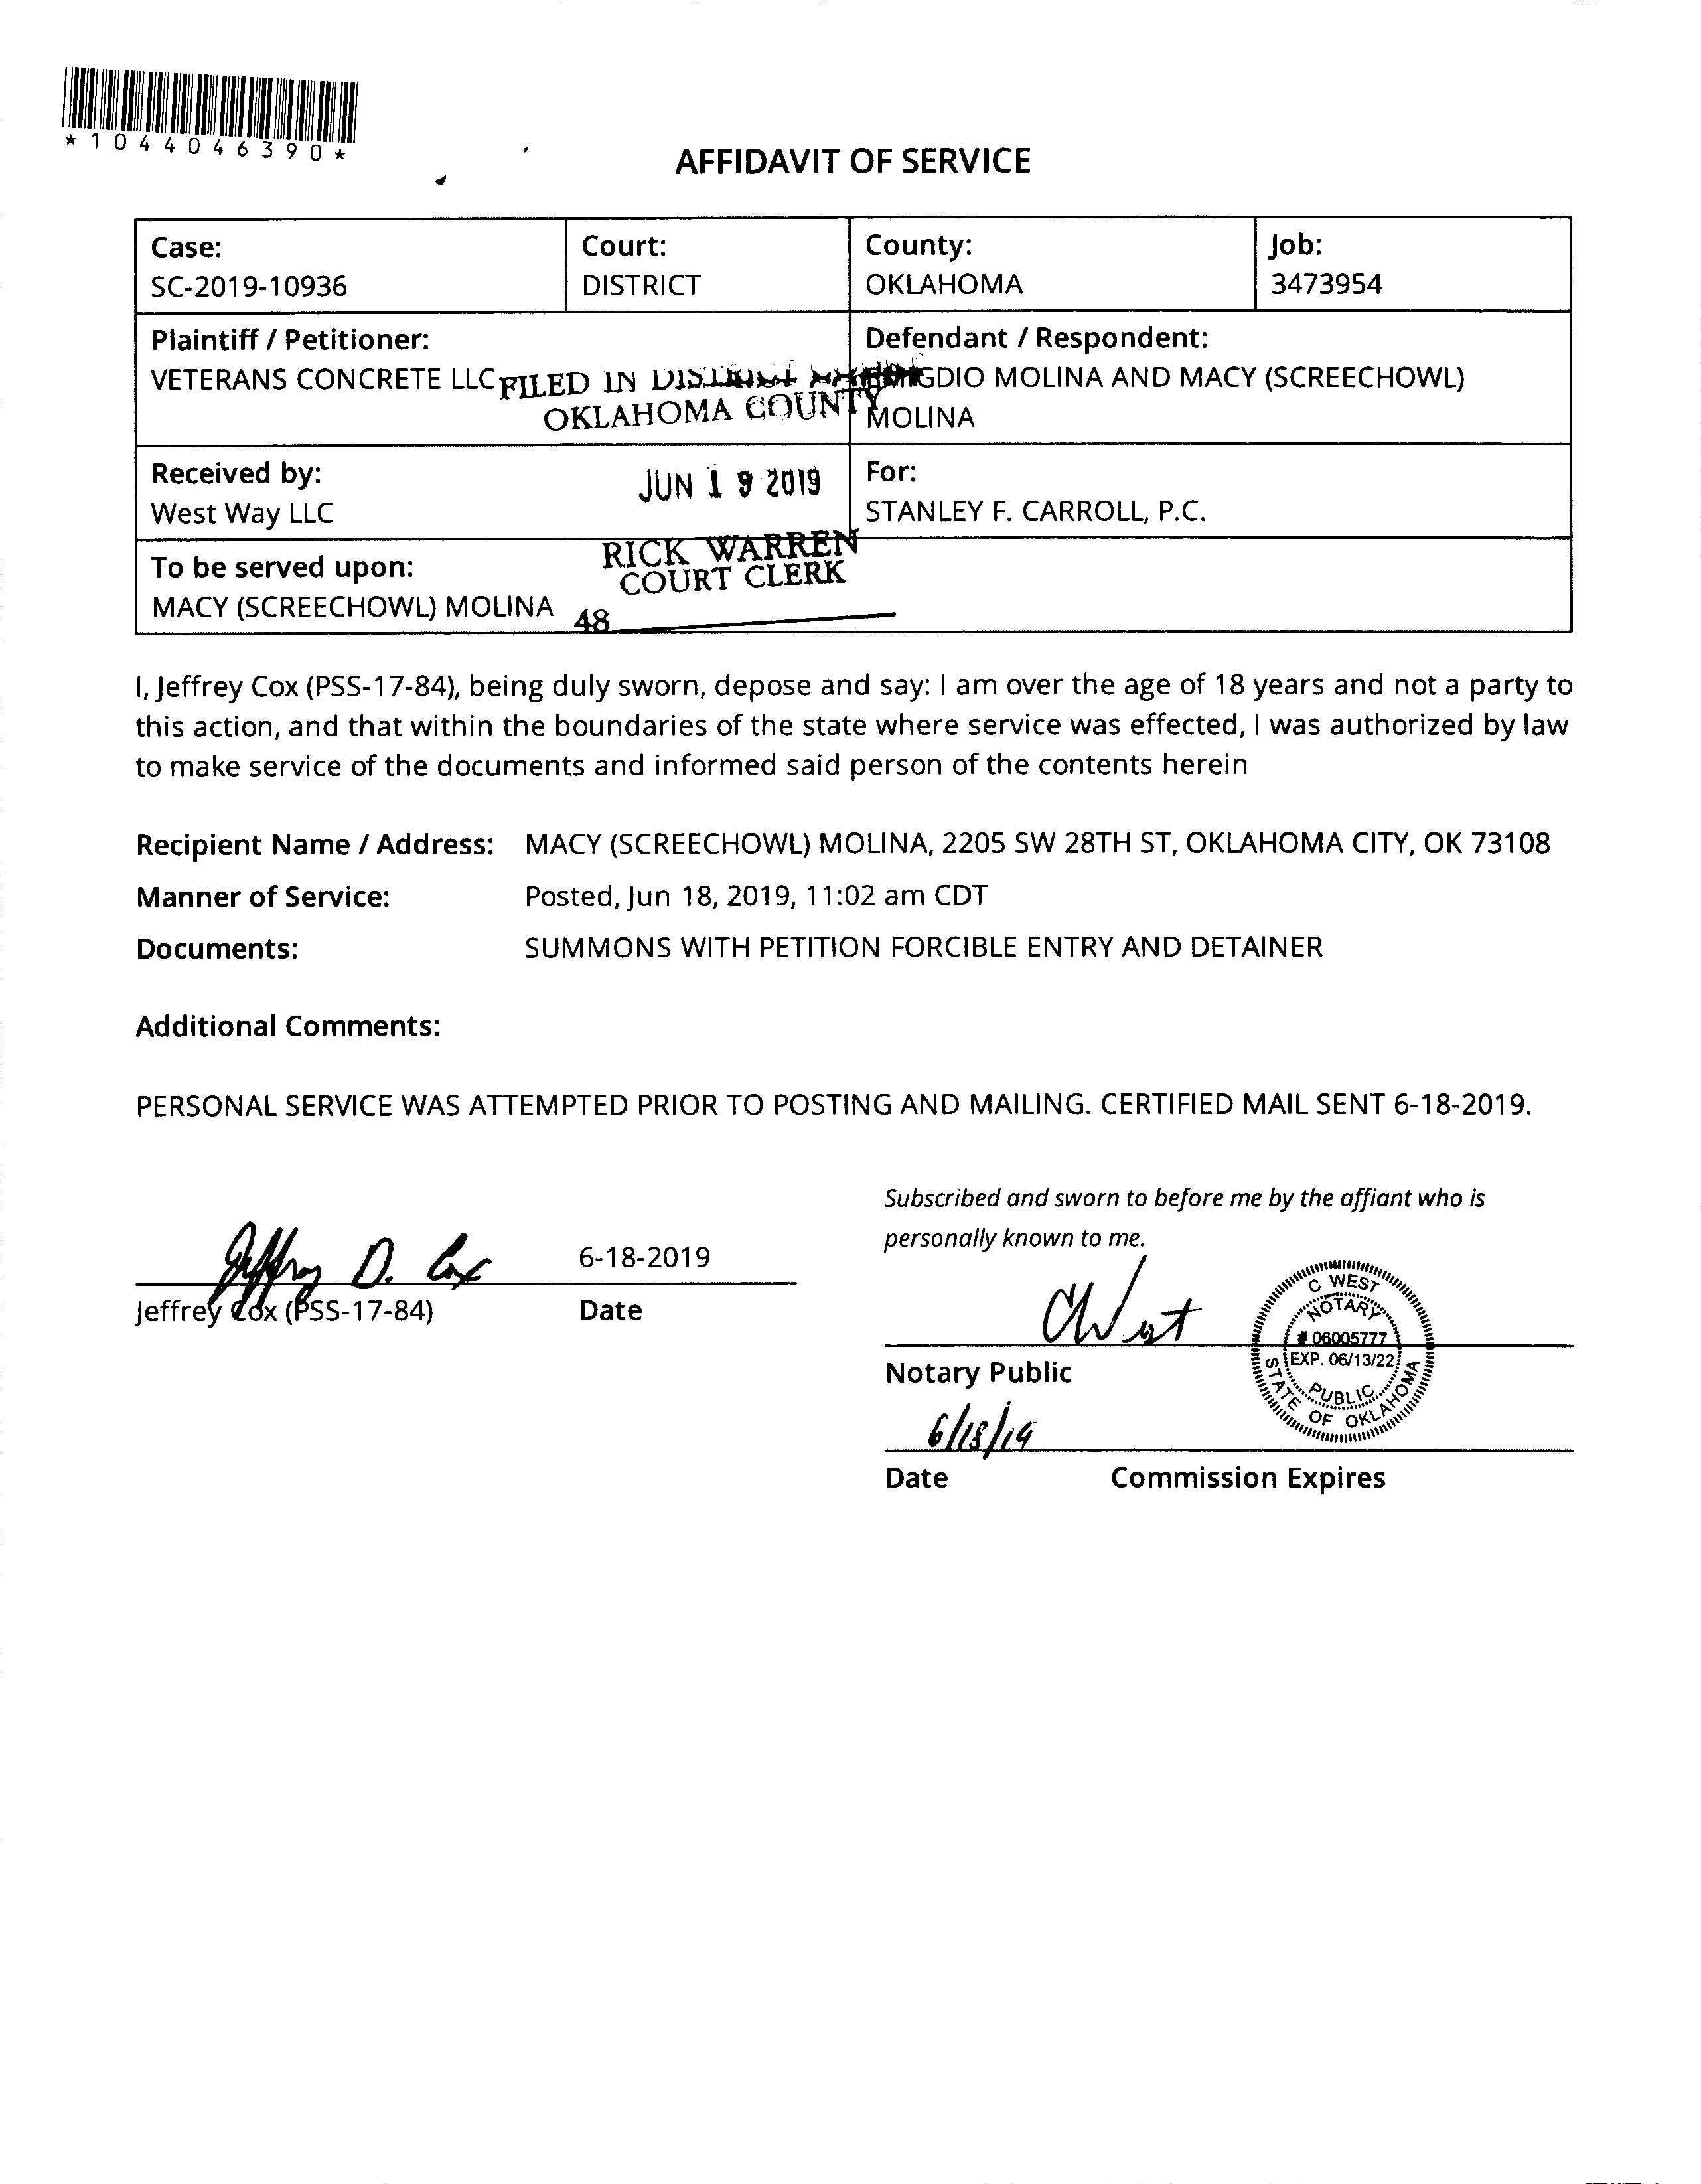 *1044046390*
AFFIDAVIT OF SERVICE
Case:
SC-2019-10936
Court:
DISTRICT
County:
OKLAHOMA
Job:
3473954
Plaintiff / Petitioner:
VETERANS CONCRETE LLC
Defendant / Respondent:
MOLINA AND MACY (SCREECHOWL)
MOLINA
FILED IN DISTRICT
OKLAHOMA COUNTY
JUN 19 2019
RICK WARREN
COURT CLERK
48
Received by:
West Way LLC
For:
STANLEY F. CARROLL, P.C.
To be served upon:
MACY (SCREECHOWL) MOLINA
I, Jeffrey Cox (PSS-17-84), being duly sworn, depose and say: I am over the age of 18 years and not a party to
this action, and that within the boundaries of the state where service was effected, I was authorized by law
to make service of the documents and informed said person of the contents herein
Recipient Name / Address: MACY (SCREECHOWL) MOLINA, 2205 SW 28TH ST, OKLAHOMA CITY, OK 73108
Manner of Service: Posted, Jun 18, 2019, 11:02 am CDT
Documents: SUMMONS WITH PETITION FORCIBLE ENTRY AND DETAINER
Additional Comments:
PERSONAL SERVICE WAS ATTEMPTED PRIOR TO POSTING AND MAILING. CERTIFIED MAIL SENT 6-18-2019.
Jeffrey D. Cox
6-18-2019
Jeffrey Cox (PSS-17-84)
Date
Subscribed and sworn to before me by the affiant who is
personally known to me.
CWest
Notary Public
C WEST
NOTARY
# 06005777
EXP. 06/13/22
PUBLIC
STATE OF OKLAHOMA
6/18/19
Date
Commission Expires